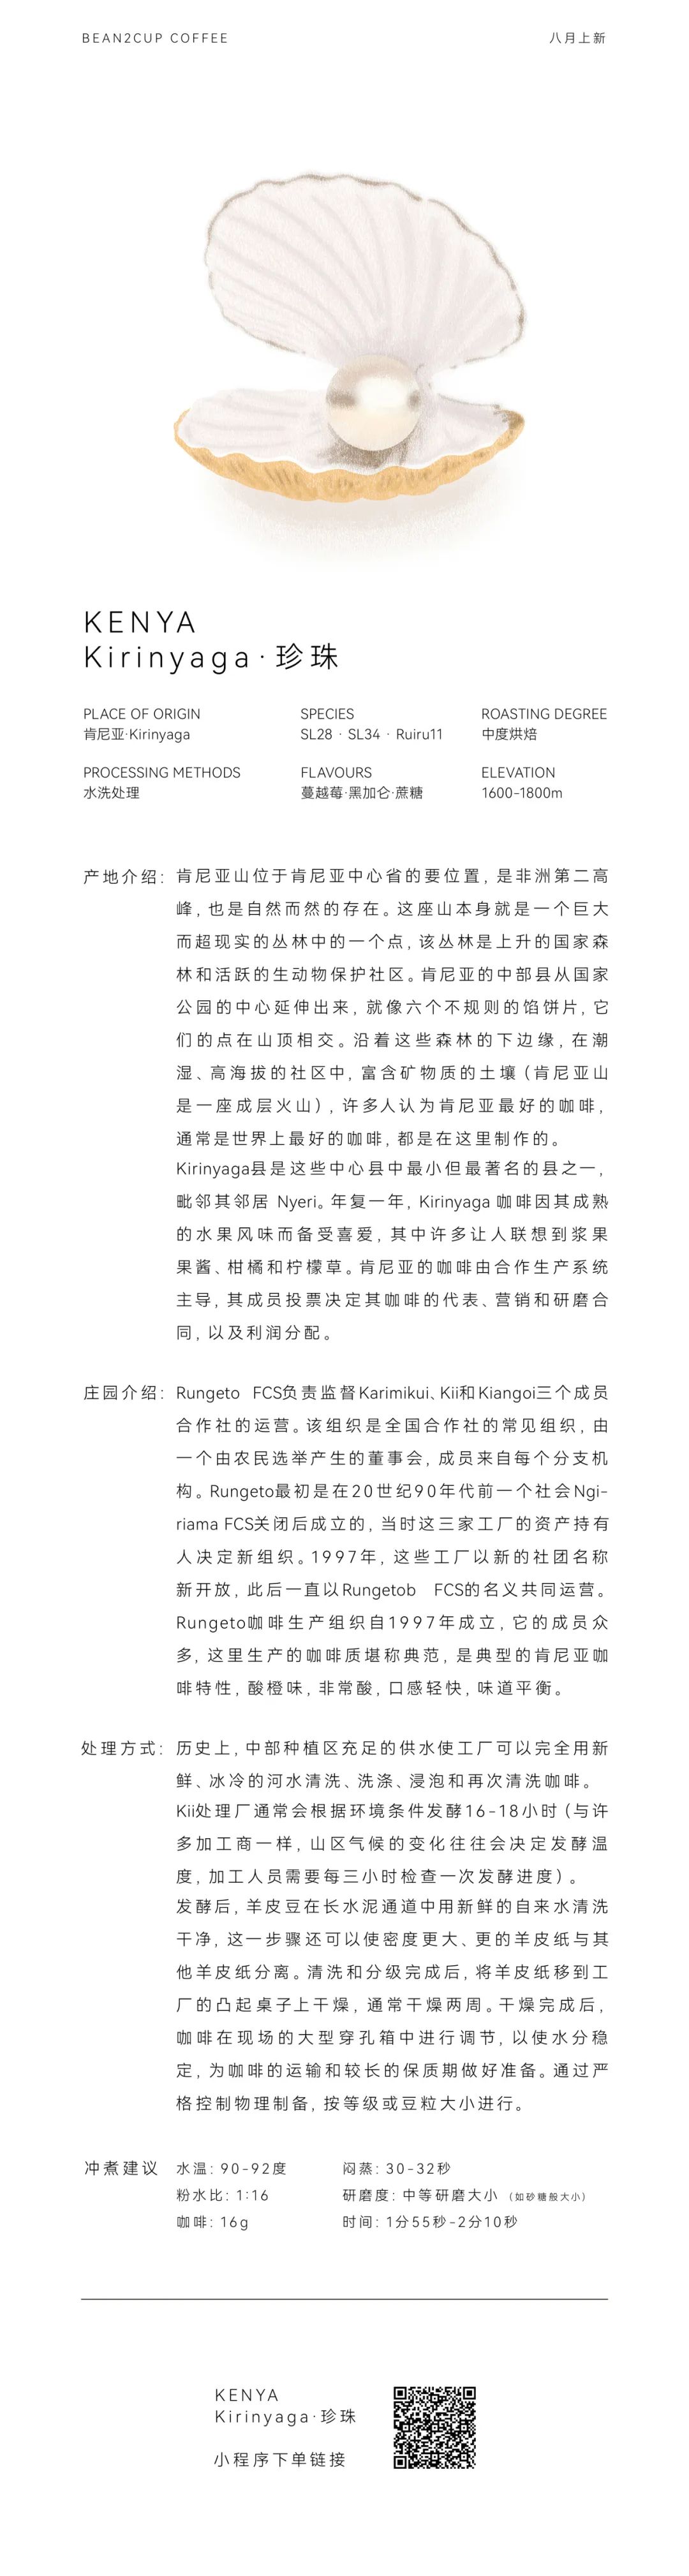 BEAN2CUP COFFEE
八月上新
KENYA
Kirinyaga·珍珠
PLACE OF ORIGIN
肯尼亚·Kirinyaga
SPECIES
SL28 · SL34 · Ruiru11
ROASTING DEGREE
中度烘焙
PROCESSING METHODS
水洗处理
FLAVOURS
蔓越莓·黑加仑·蔗糖
ELEVATION
1600-1800m
产地介绍: 肯尼亚山位于肯尼亚中心省的要位置, 是非洲第二高
峰, 也是自然而然的存在。这座山本身就是一个巨大
而超现实的丛林中的一个点, 该丛林是上升的国家森
林和活跃的生动物保护社区。肯尼亚的中部县从国家
公园的中心延伸出来, 就像六个不规则的馅饼片, 它
们的点在山顶相交。沿着这些森林的下边缘, 在潮
湿、高海拔的社区中, 富含矿物质的土壤 (肯尼亚山
是一座成层火山) , 许多人认为肯尼亚最好的咖啡,
通常是世界上最好的咖啡, 都是在这里制作的。
Kirinyaga县是这些中心县中最小但最著名的县之一,
毗邻其邻居 Nyeri。年复一年, Kirinyaga 咖啡因其成熟
的水果风味而备受喜爱, 其中许多让人联想到浆果
果酱、柑橘和柠檬草。肯尼亚的咖啡由合作生产系统
主导, 其成员投票决定其咖啡的代表、营销和研磨合
同, 以及利润分配。
庄园介绍: Rungeto FCS负责监督Karimikui、Kii和Kiangoi三个成员
合作社的运营。该组织是全国合作社的常见组织, 由
一个由农民选举产生的董事会, 成员来自每个分支机
构。Rungeto最初是在20世纪90年代前一个社会Ngi-
riama FCS关闭后成立的, 当时这三家工厂的资产持有
人决定新组织。1997年, 这些工厂以新的社团名称
新开放, 此后一直以Rungetob FCS的名义共同运营。
Rungeto咖啡生产组织自1997年成立, 它的成员众
多, 这里生产的咖啡质堪称典范, 是典型的肯尼亚咖
啡特性, 酸橙味, 非常酸, 口感轻快, 味道平衡。
处理方式: 历史上, 中部种植区充足的供水使工厂可以完全用新
鲜、冰冷的河水清洗、洗涤、浸泡和再次清洗咖啡。
Kii处理厂通常会根据环境条件发酵16-18小时 (与许
多加工商一样, 山区气候的变化往往会决定发酵温
度, 加工人员需要每三小时检查一次发酵进度) 。
发酵后, 羊皮豆在长水泥通道中用新鲜的自来水清洗
干净, 这一步骤还可以使密度更大、更的羊皮纸与其
他羊皮纸分离。清洗和分级完成后, 将羊皮纸移到工
厂的凸起桌子上干燥, 通常干燥两周。干燥完成后,
咖啡在现场的大型穿孔箱中进行调节, 以使水分稳
定, 为咖啡的运输和较长的保质期做好准备。通过严
格控制物理制备, 按等级或豆粒大小进行。
冲煮建议 水温: 90-92度 闷蒸: 30-32秒
粉水比: 1:16 研磨度: 中等研磨大小 (如砂糖般大小)
咖啡: 16g 时间: 1分55秒-2分10秒
KENYA
Kirinyaga·珍珠
小程序下单链接